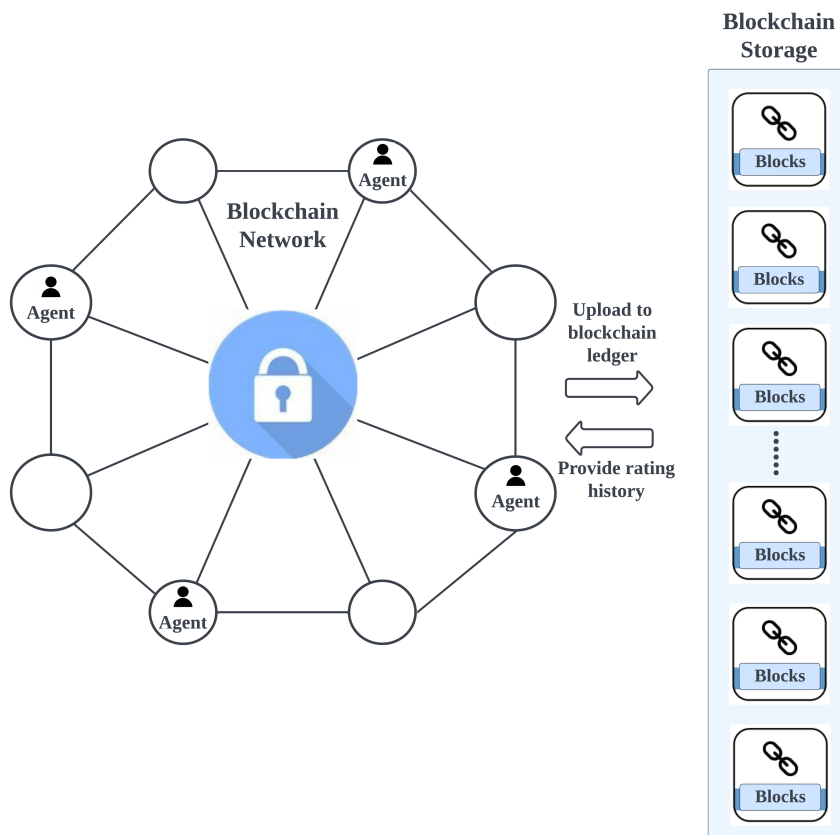 Blockchain
Storage
Blocks
Agent
Blockchain
Network
Blocks
Agent
Upload to
blockchain
ledger
Blocks
Provide rating
history
Agent
Blocks
Agent
Blocks
Blocks